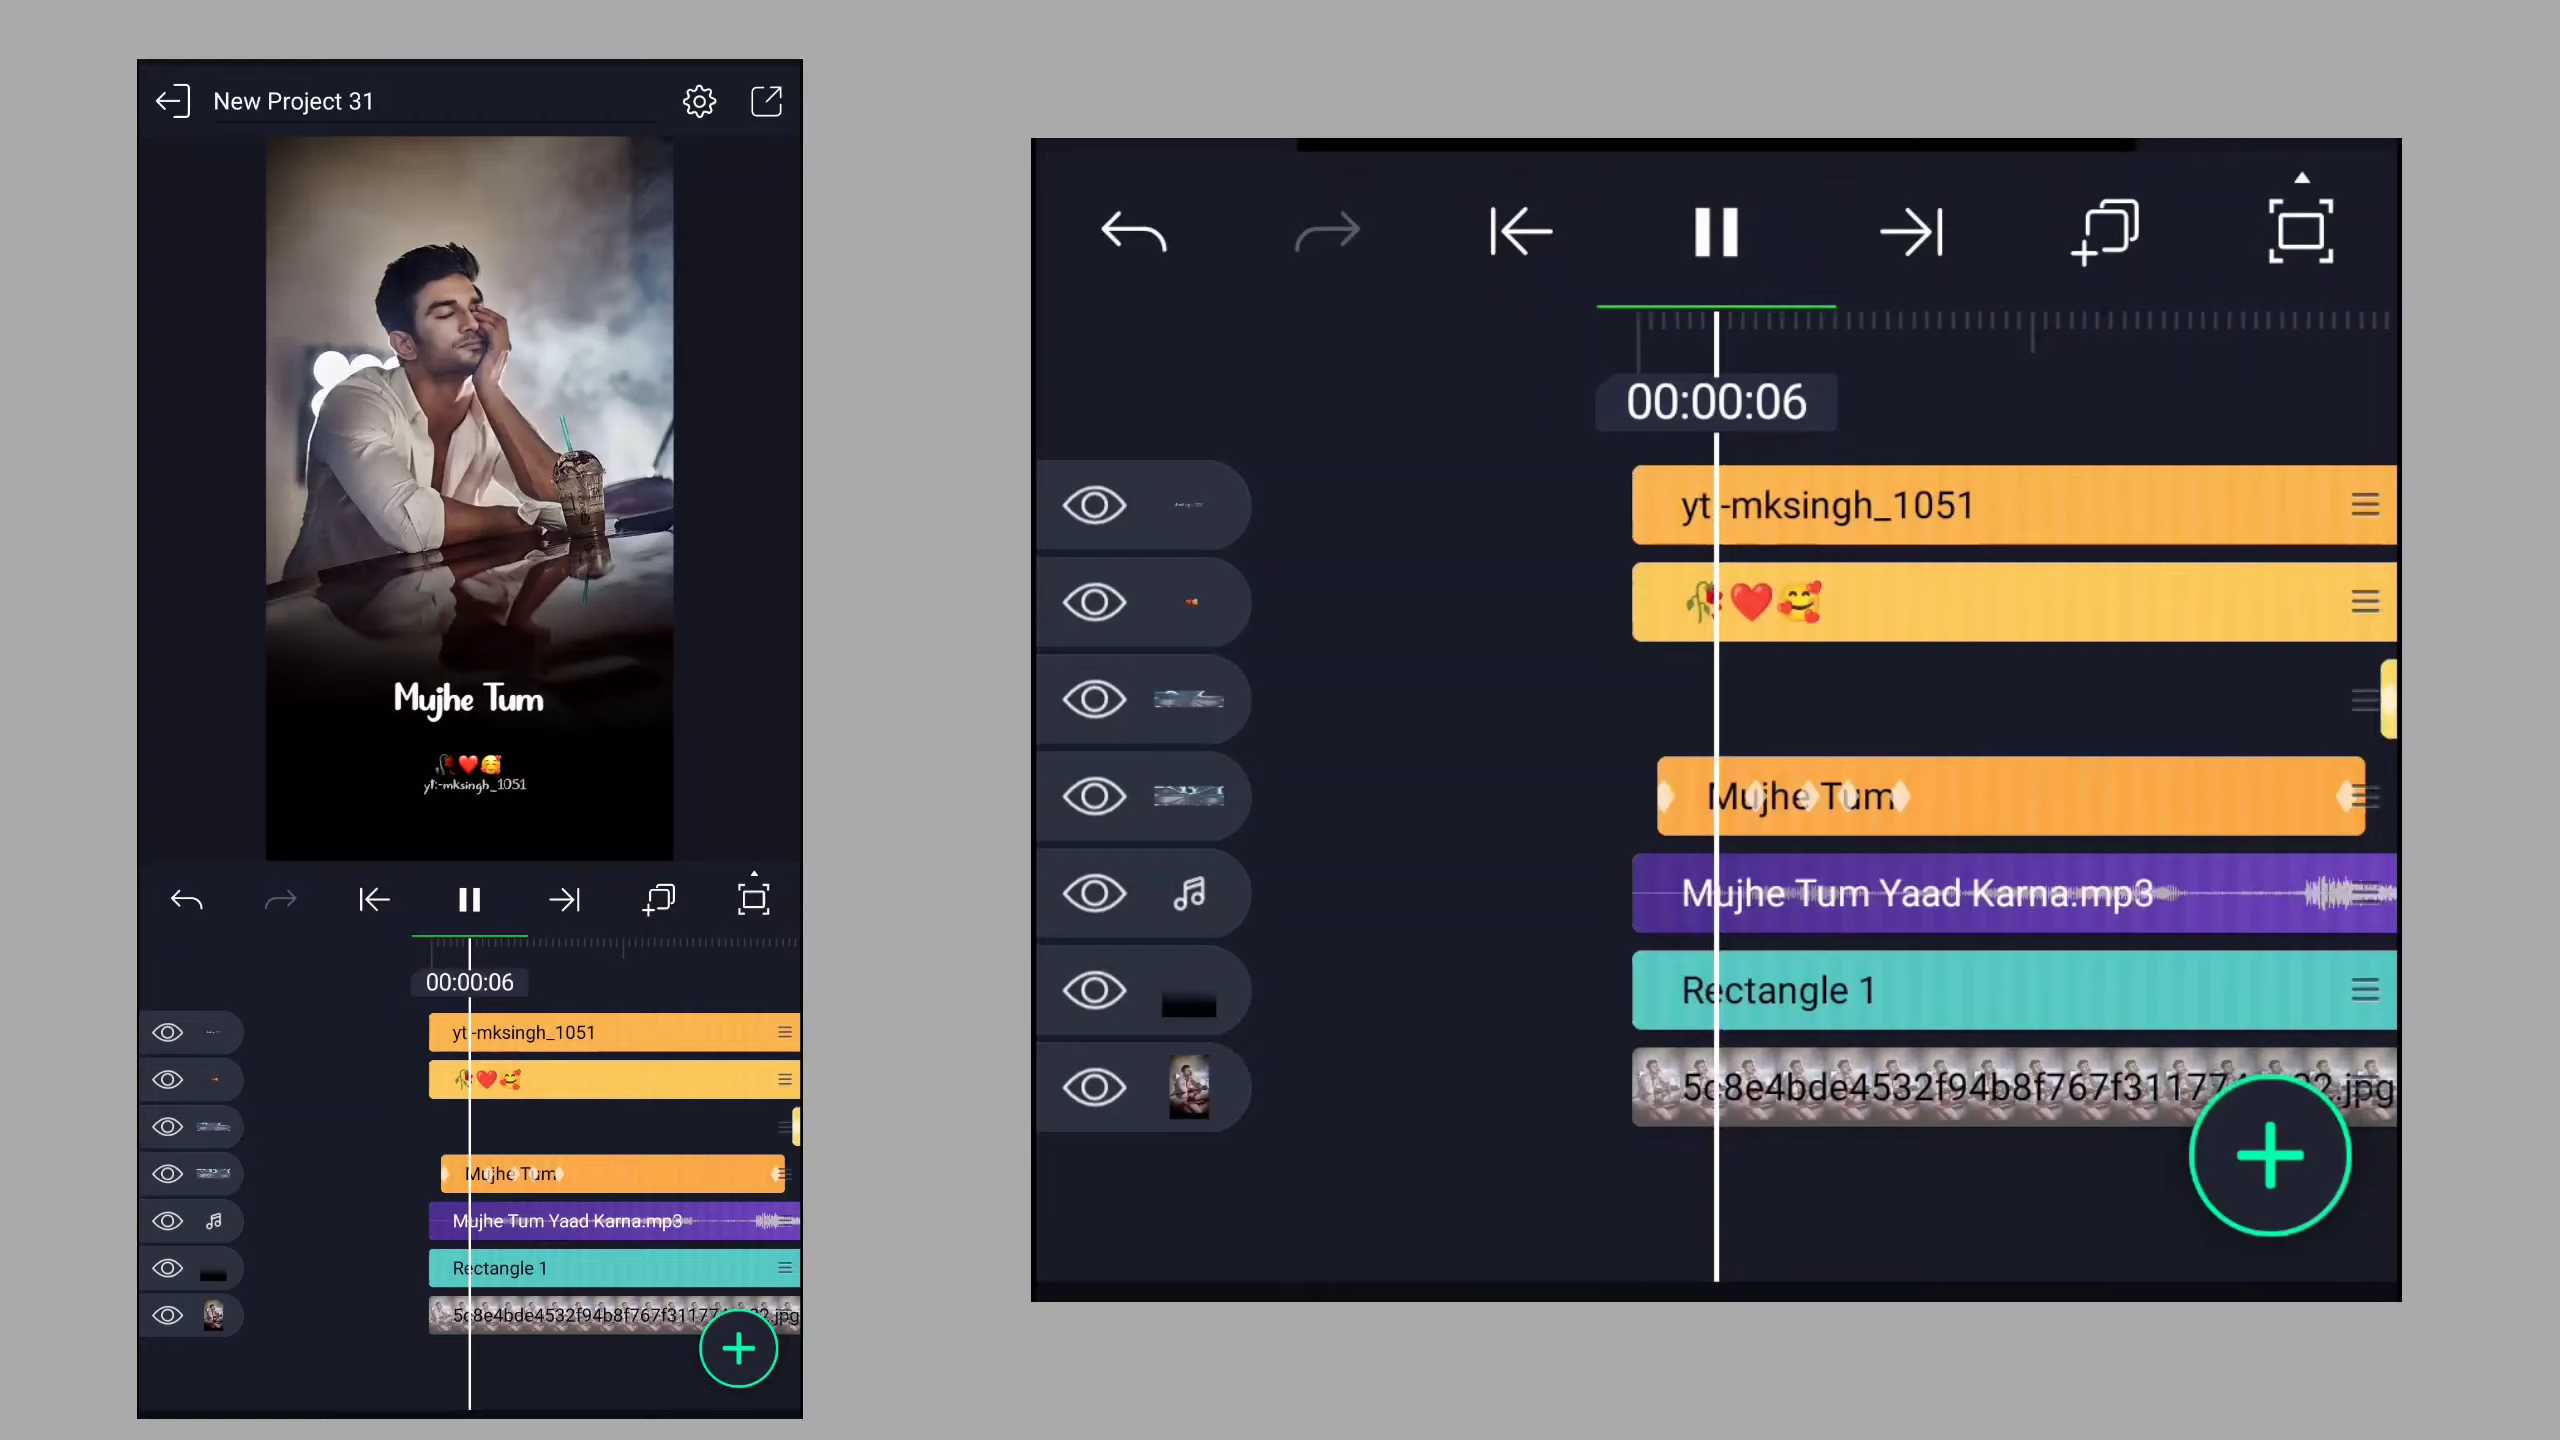 New Project 31
Mujhe Tum
🥀❤️🥰
yt:-mksingh_1051
00:00:06
yt:-mksingh_1051
🥀❤️🥰
Mujhe Tum
Mujhe Tum Yaad Karna.mp3
Rectangle 1
00:00:06
yt:-mksingh_1051
🥀❤️🥰
Mujhe Tum
Mujhe Tum Yaad Karna.mp3
Rectangle 1